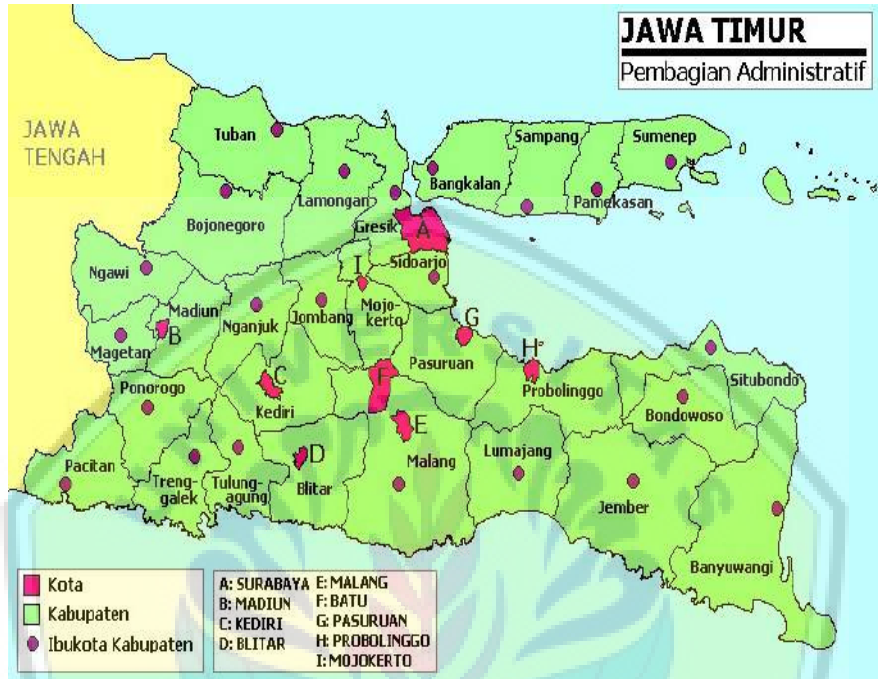 JAWA TIMUR
Pembagian Administratif
JAWA
TENGAH
Tuban
Sampang
Sumenep
Bangkalan
Lamongan
Pamekasan
Bojonegoro
Gresik
A
Sidoarjo
I
Ngawi
Madiun
B
Nganjuk
Jombang
Mojo-
kerto
G
Magetan
Pasuruan
H
Ponorogo
C
Kediri
F
Probolinggo
Situbondo
Bondowoso
E
Pacitan
Treng-
galek
Tulung-
agung
D
Blitar
Malang
Lumajang
Jember
Banyuwangi
UNIVERSITAS
Kota
Kabupaten
Ibukota Kabupaten
A: SURABAYA
B: MADIUN
C: KEDIRI
D: BLITAR
E: MALANG
F: BATU
G: PASURUAN
H: PROBOLINGGO
I: MOJOKERTO